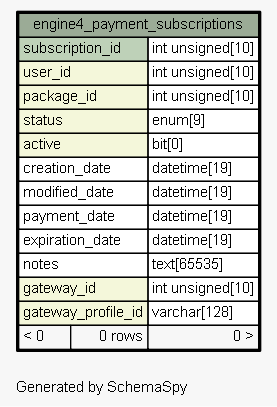 engine4_payment_subscriptions
subscription_id int unsigned[10]
user_id int unsigned[10]
package_id int unsigned[10]
status enum[9]
active bit[0]
creation_date datetime[19]
modified_date datetime[19]
payment_date datetime[19]
expiration_date datetime[19]
notes text[65535]
gateway_id int unsigned[10]
gateway_profile_id varchar[128]
< 0 0 rows 0 >
Generated by SchemaSpy